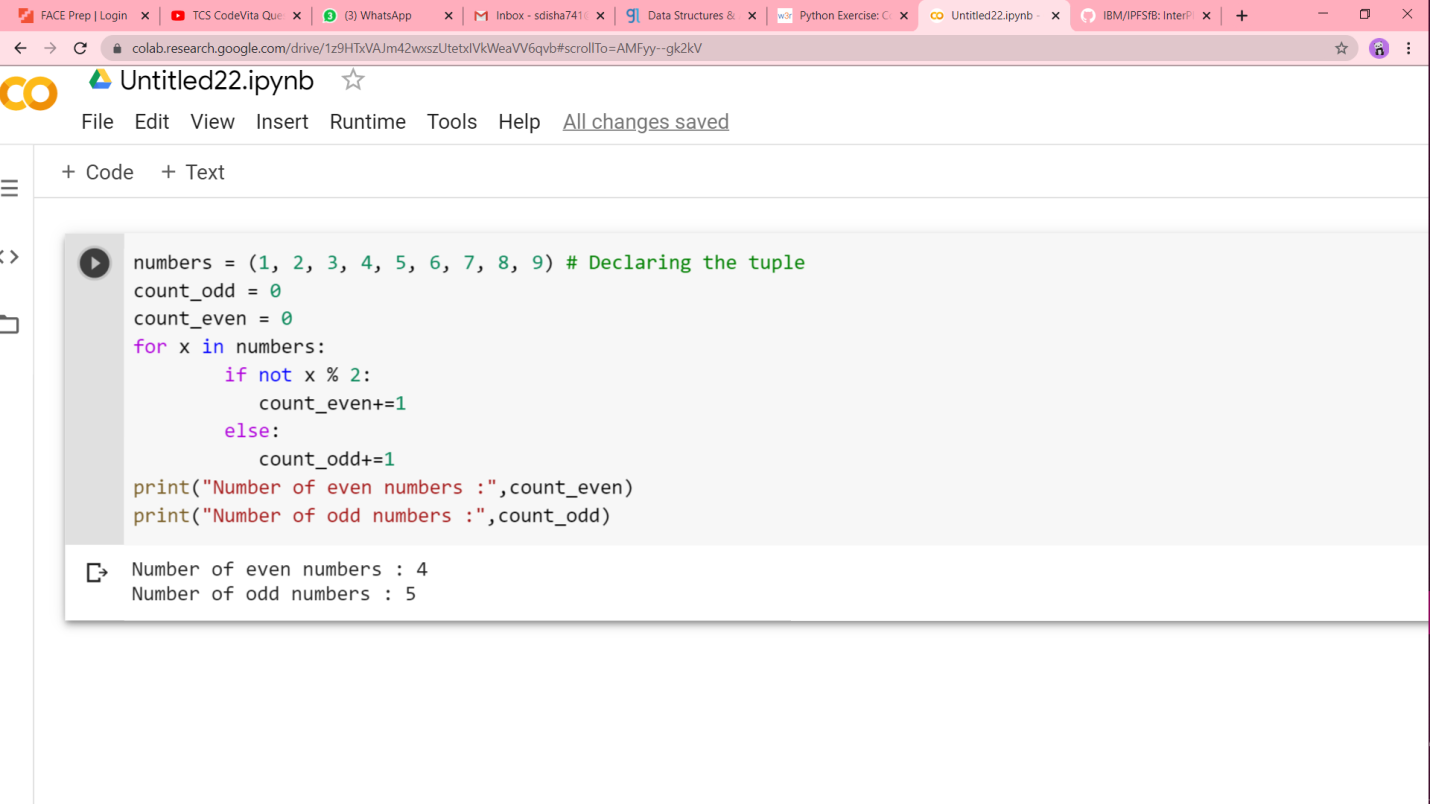 FACE Prep | Login
TCS CodeVita Que
(3) WhatsApp
Inbox - sdisha741
Data Structures &
Python Exercise: C
Untitled22.ipynb -
IBM/IPFSfB: InterP
colab.research.google.com/drive/1z9HTxVAJm42wxszUtetxIVkWeaVV6qvb#scrollTo=AMFyy--gk2kV
Untitled22.ipynb
File Edit View Insert Runtime Tools Help All changes saved
+ Code + Text
numbers = (1, 2, 3, 4, 5, 6, 7, 8, 9) # Declaring the tuple
count_odd = 0
count_even = 0
for x in numbers:
        if not x % 2:
           count_even+=1
        else:
           count_odd+=1
print("Number of even numbers :",count_even)
print("Number of odd numbers :",count_odd)
Number of even numbers : 4
Number of odd numbers : 5